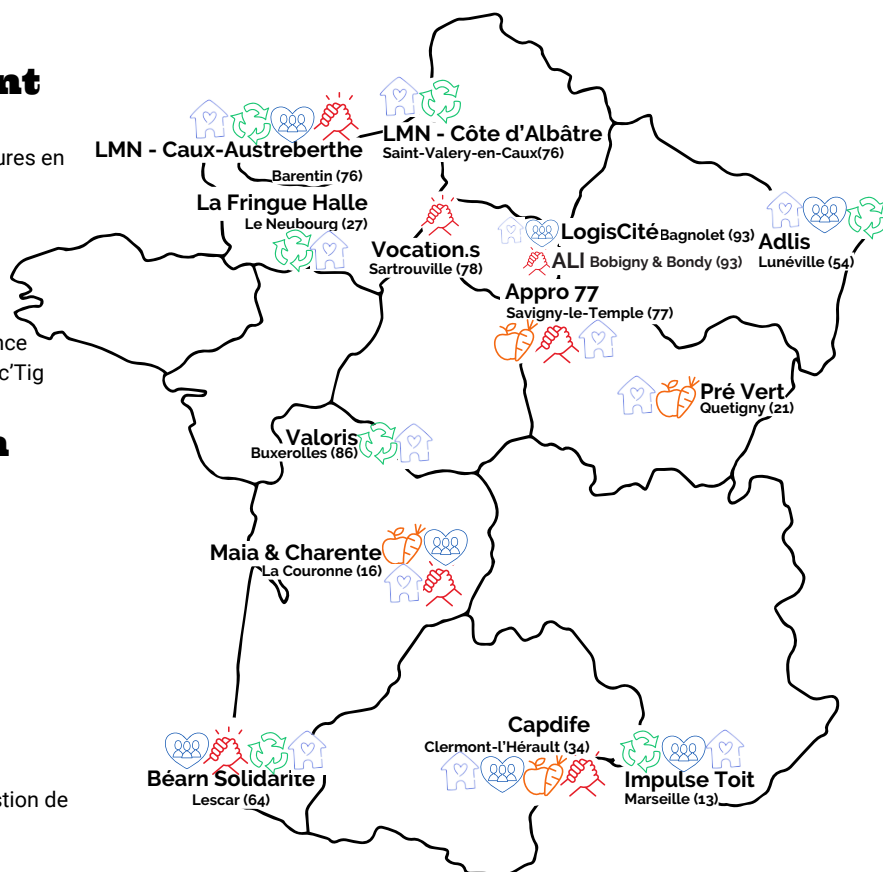 nt
ures en
nce
c'Tig
n
stion de
LMN - Caux-Austreberthe
Barentin (76)
LMN - Côte d'Albâtre
Saint-Valery-en-Caux(76)
La Fringue Halle
Le Neubourg (27)
Vocation.s
Sartrouville (78)
LogisCité Bagnolet (93)
ALI Bobigny & Bondy (93)
Adlis
Lunéville (54)
Appro 77
Savigny-le-Temple (77)
Pré Vert
Quetigny (21)
Valoris
Buxerolles (86)
Maia & Charente
La Couronne (16)
Capdife
Clermont-l'Hérault (34)
Béarn Solidarité
Lescar (64)
Impulse Toit
Marseille (13)